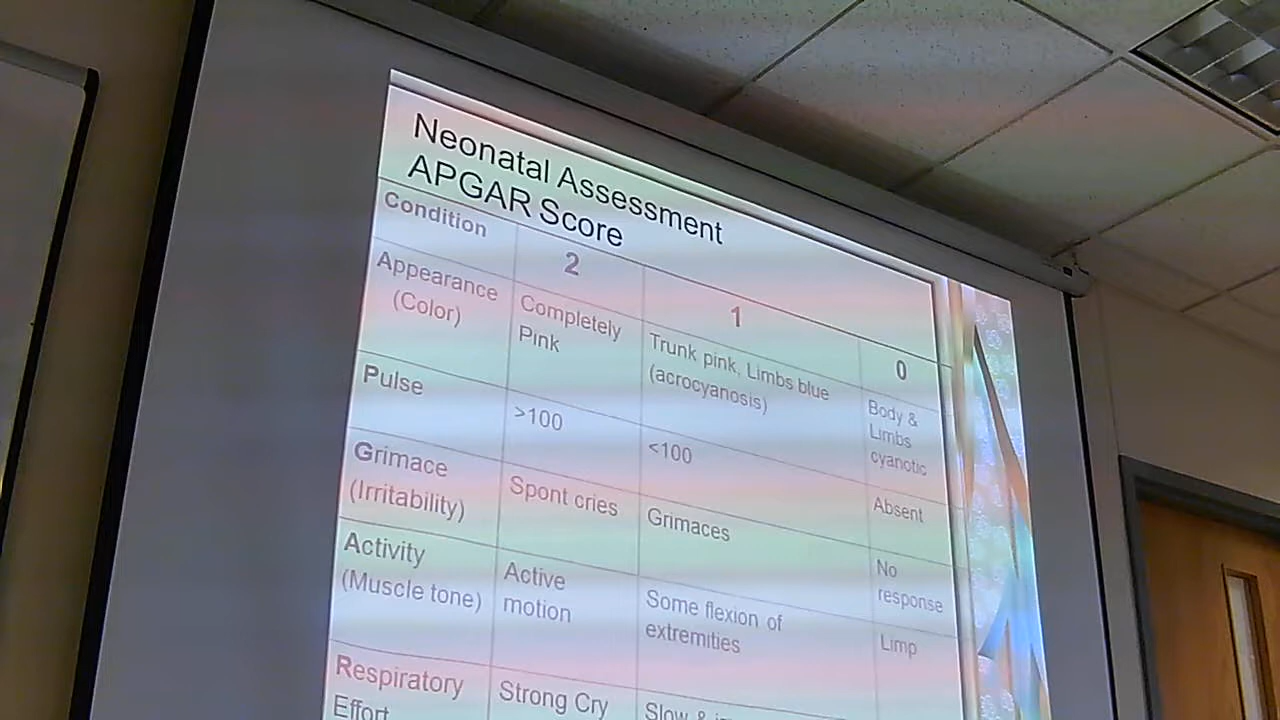 Neonatal Assessment
APGAR Score
Condition
2
1
0
Appearance
(Color)
Completely
Pink
Trunk pink, Limbs blue
(acrocyanosis)
Body &
Limbs
cyanotic
Pulse
>100
<100
Absent
Grimace
(Irritability)
Spont cries
Grimaces
No
response
Activity
(Muscle tone)
Active
motion
Some flexion of
extremities
Limp
Respiratory
Effort
Strong Cry
Slow &